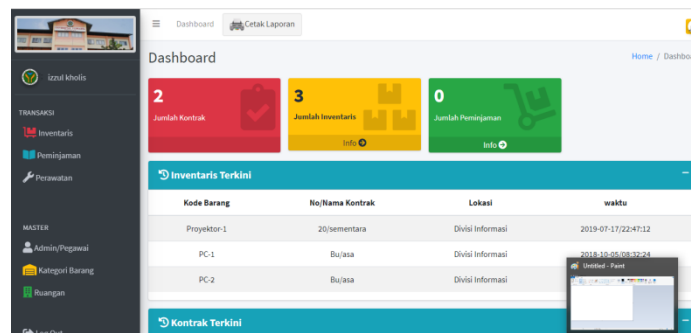 Dashboard
Cetak Laporan
Dashboard
Home / Dashboa
izzul kholis
TRANSAKSI
Inventaris
Peminjaman
Perawatan
MASTER
Admin/Pegawai
Kategori Barang
Ruangan
Log Out
2
Jumlah Kontrak
3
Jumlah Inventaris
Info
0
Jumlah Peminjaman
Info
Inventaris Terkini
Kode Barang No/Nama Kontrak Lokasi waktu
Proyektor-1 20/sementara Divisi Informasi 2019-07-17/22:47:12
PC-1 Bu/asa Divisi Informasi 2018-10-05/08:32:24
PC-2 Bu/asa Divisi Informasi
Untitled - Paint
Kontrak Terkini